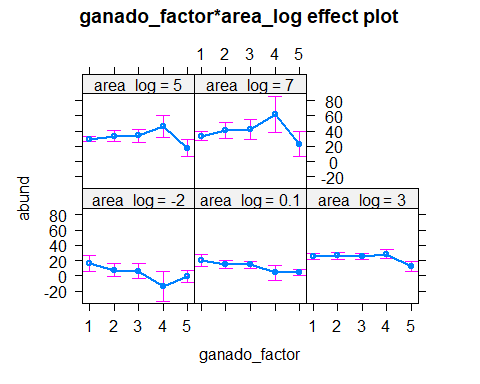 ganado_factor*area_log effect plot
1 2 3 4 5
area_log = 5 area_log = 7
80
60
40
20
0
-20
abund
area_log = -2 area_log = 0.1 area_log = 3
80
60
40
20
0
-20
1 2 3 4 5 1 2 3 4 5
ganado_factor